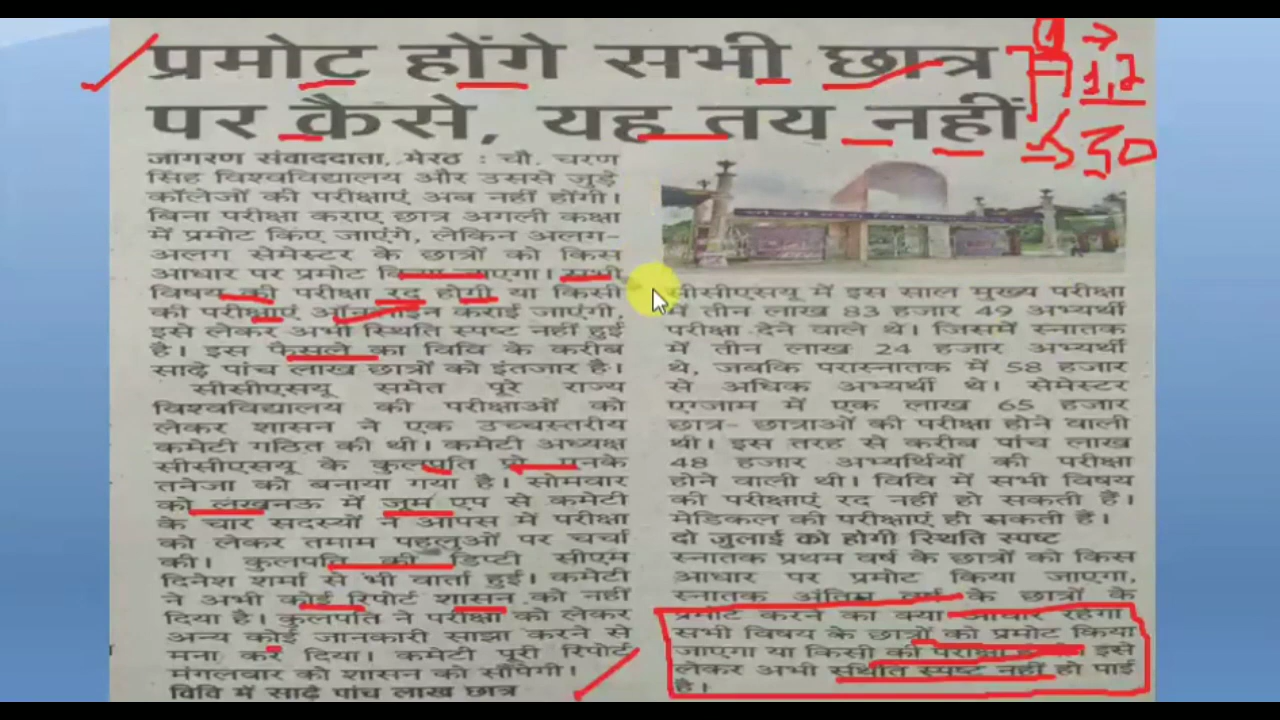 प्रमोट होंगे सभी छात्र
पर कैसे, यह तय नहीं
जागरण संवाददाता, मेरठ : चौ. चरण
सिंह विश्वविद्यालय और उससे जुड़े
कॉलेजों की परीक्षाएं अब नहीं होंगी।
बिना परीक्षा कराए छात्र अगली कक्षा
में प्रमोट किए जाएंगे, लेकिन अलग-
अलग सेमेस्टर के छात्रों को किस
आधार पर प्रमोट किया जाएगा। सभी
विषय की परीक्षा रद होगी या किसी
की परीक्षाएं ऑनलाइन कराई जाएंगी,
इसे लेकर अभी स्थिति स्पष्ट नहीं हुई
है। इस फैसले का विवि के करीब
साढ़े पांच लाख छात्रों को इंतजार है।
सीसीएसयू समेत पूरे राज्य
विश्वविद्यालय की परीक्षाओं को
लेकर शासन ने एक उच्चस्तरीय
कमेटी गठित की थी। कमेटी अध्यक्ष
सीसीएसयू के कुलपति प्रो एनके
तनेजा को बनाया गया है। सोमवार
को लखनऊ में जूम एप से कमेटी
के चार सदस्यों ने आपस में परीक्षा
को लेकर तमाम पहलुओं पर चर्चा
की। कुलपति की डिप्टी सीएम
दिनेश शर्मा से भी वार्ता हुई। कमेटी
ने अभी कोई रिपोर्ट शासन को नहीं
दिया है। कुलपति ने परीक्षा को लेकर
अन्य कोई जानकारी साझा करने से
मना कर दिया। कमेटी पूरी रिपोर्ट
मंगलवार को शासन को सौंपेगी।
विवि में साढ़े पांच लाख छात्र
सीसीएसयू में इस साल मुख्य परीक्षा
में तीन लाख 83 हजार 49 अभ्यर्थी
परीक्षा देने वाले थे। जिसमें स्नातक
में तीन लाख 24 हजार अभ्यर्थी
थे, जबकि परास्नातक में 58 हजार
से अधिक अभ्यर्थी थे। सेमेस्टर
एग्जाम में एक लाख 65 हजार
छात्र- छात्राओं की परीक्षा होने वाली
थी। इस तरह से करीब पांच लाख
48 हजार अभ्यर्थियों की परीक्षा
होने वाली थी। विवि में सभी विषय
की परीक्षाएं रद नहीं हो सकती हैं।
मेडिकल की परीक्षाएं ही सकती है।
दो जुलाई को होगी स्थिति स्पष्ट
स्नातक प्रथम वर्ष के छात्रों को किस
आधार पर प्रमोट किया जाएगा,
स्नातक अंतिम वर्ष के छात्रों के
प्रमोट करने का क्या आधार रहेगा
सभी विषय के छात्रों को प्रमोट किया
जाएगा या किसी की परीक्षा इसे
लेकर अभी स्थिति स्पष्ट नहीं हो पाई
है।
1,2
30